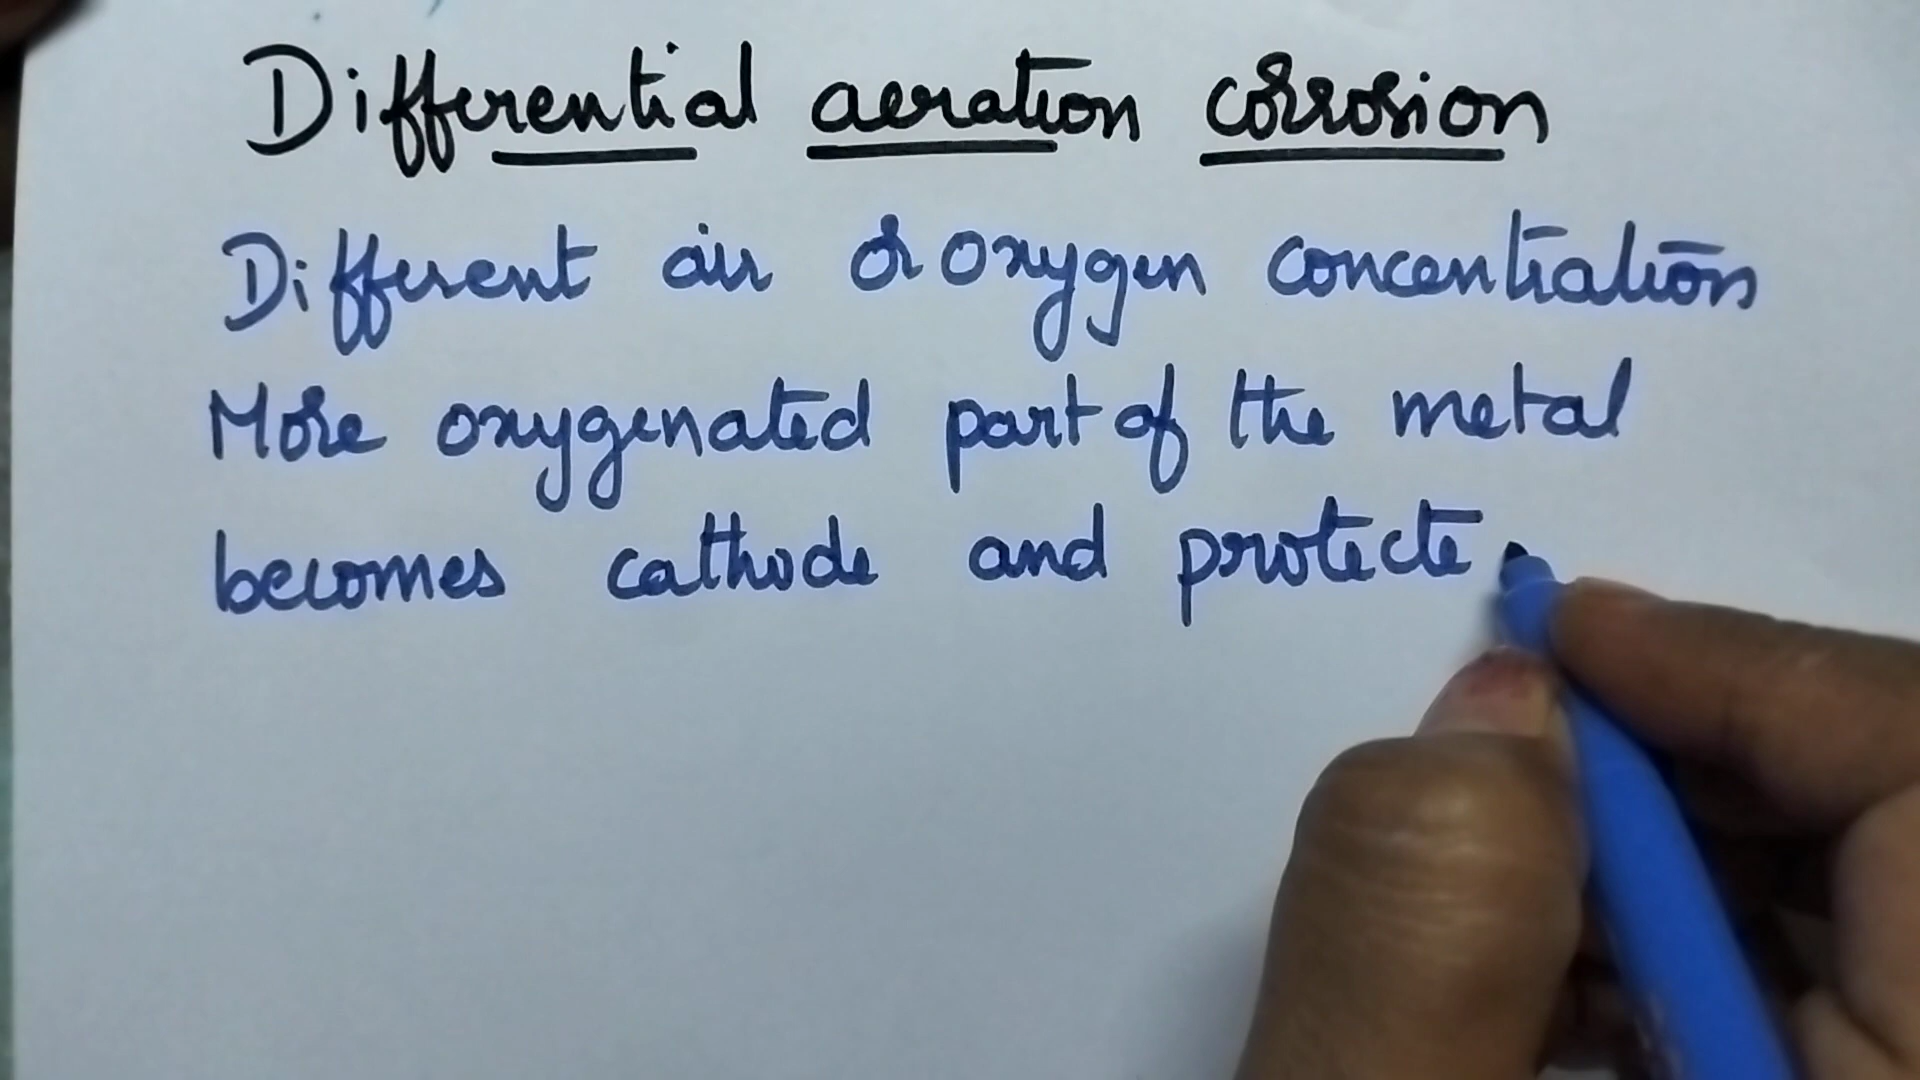 Differential aeration corrosion
Different air or oxygen concentration
More oxygenated part of the metal
becomes cathode and protecte